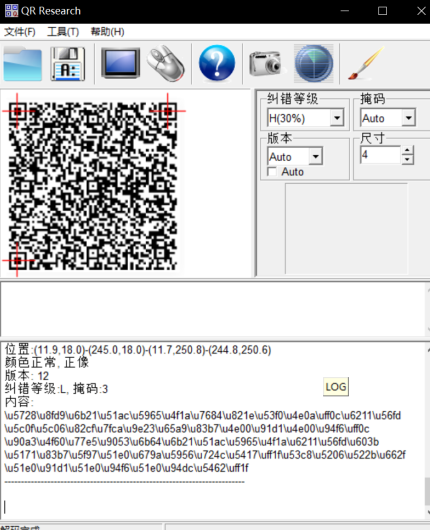 QR Research
文件(F) 工具(T) 帮助(H)
A:
纠错等级
掩码
H(30%)
Auto
版本
尺寸
Auto
4
Auto
位置:(11.9,18.0)-(245.0,18.0)-(11.7,250.8)-(244.8,250.6)
颜色正常, 正像
版本: 12
纠错等级:L, 掩码:3
LOG
内容:
\u5728\u8fd9\u6b21\u51ac\u5965\u4f1a\u7684\u821e\u53f0\u4e0a\uff0c\u6211\u56fd
\u5c0f\u5c06\u82cf\u7fca\u9e23\u65a9\u83b7\u4e00\u91d1\u4e00\u94f6\uff0c
\u90a3\u4f60\u77e5\u9053\u6b64\u6b21\u51ac\u5965\u4f1a\u6211\u56fd\u603b
\u5171\u83b7\u5f97\u51e0\u679a\u5956\u724c\u5417\uff1f\u53c8\u5206\u522b\u662f
\u51e0\u91d1\u51e0\u94f6\u51e0\u94dc\u5462\uff1f